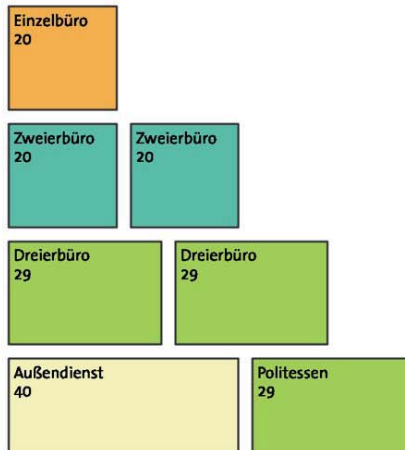 Einzelbüro
20
Zweierbüro
20
Zweierbüro
20
Dreierbüro
29
Dreierbüro
29
Außendienst
40
Politessen
29